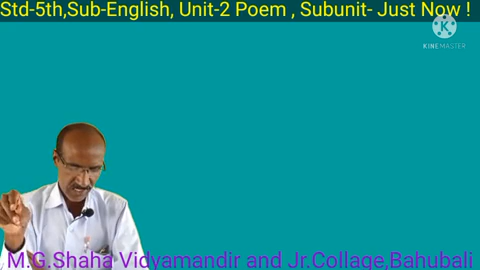 Std-5th,Sub-English, Unit-2 Poem , Subunit- Just Now !
KINEMASTER
M.G.Shaha Vidyamandir and Jr.Collage,Bahubali